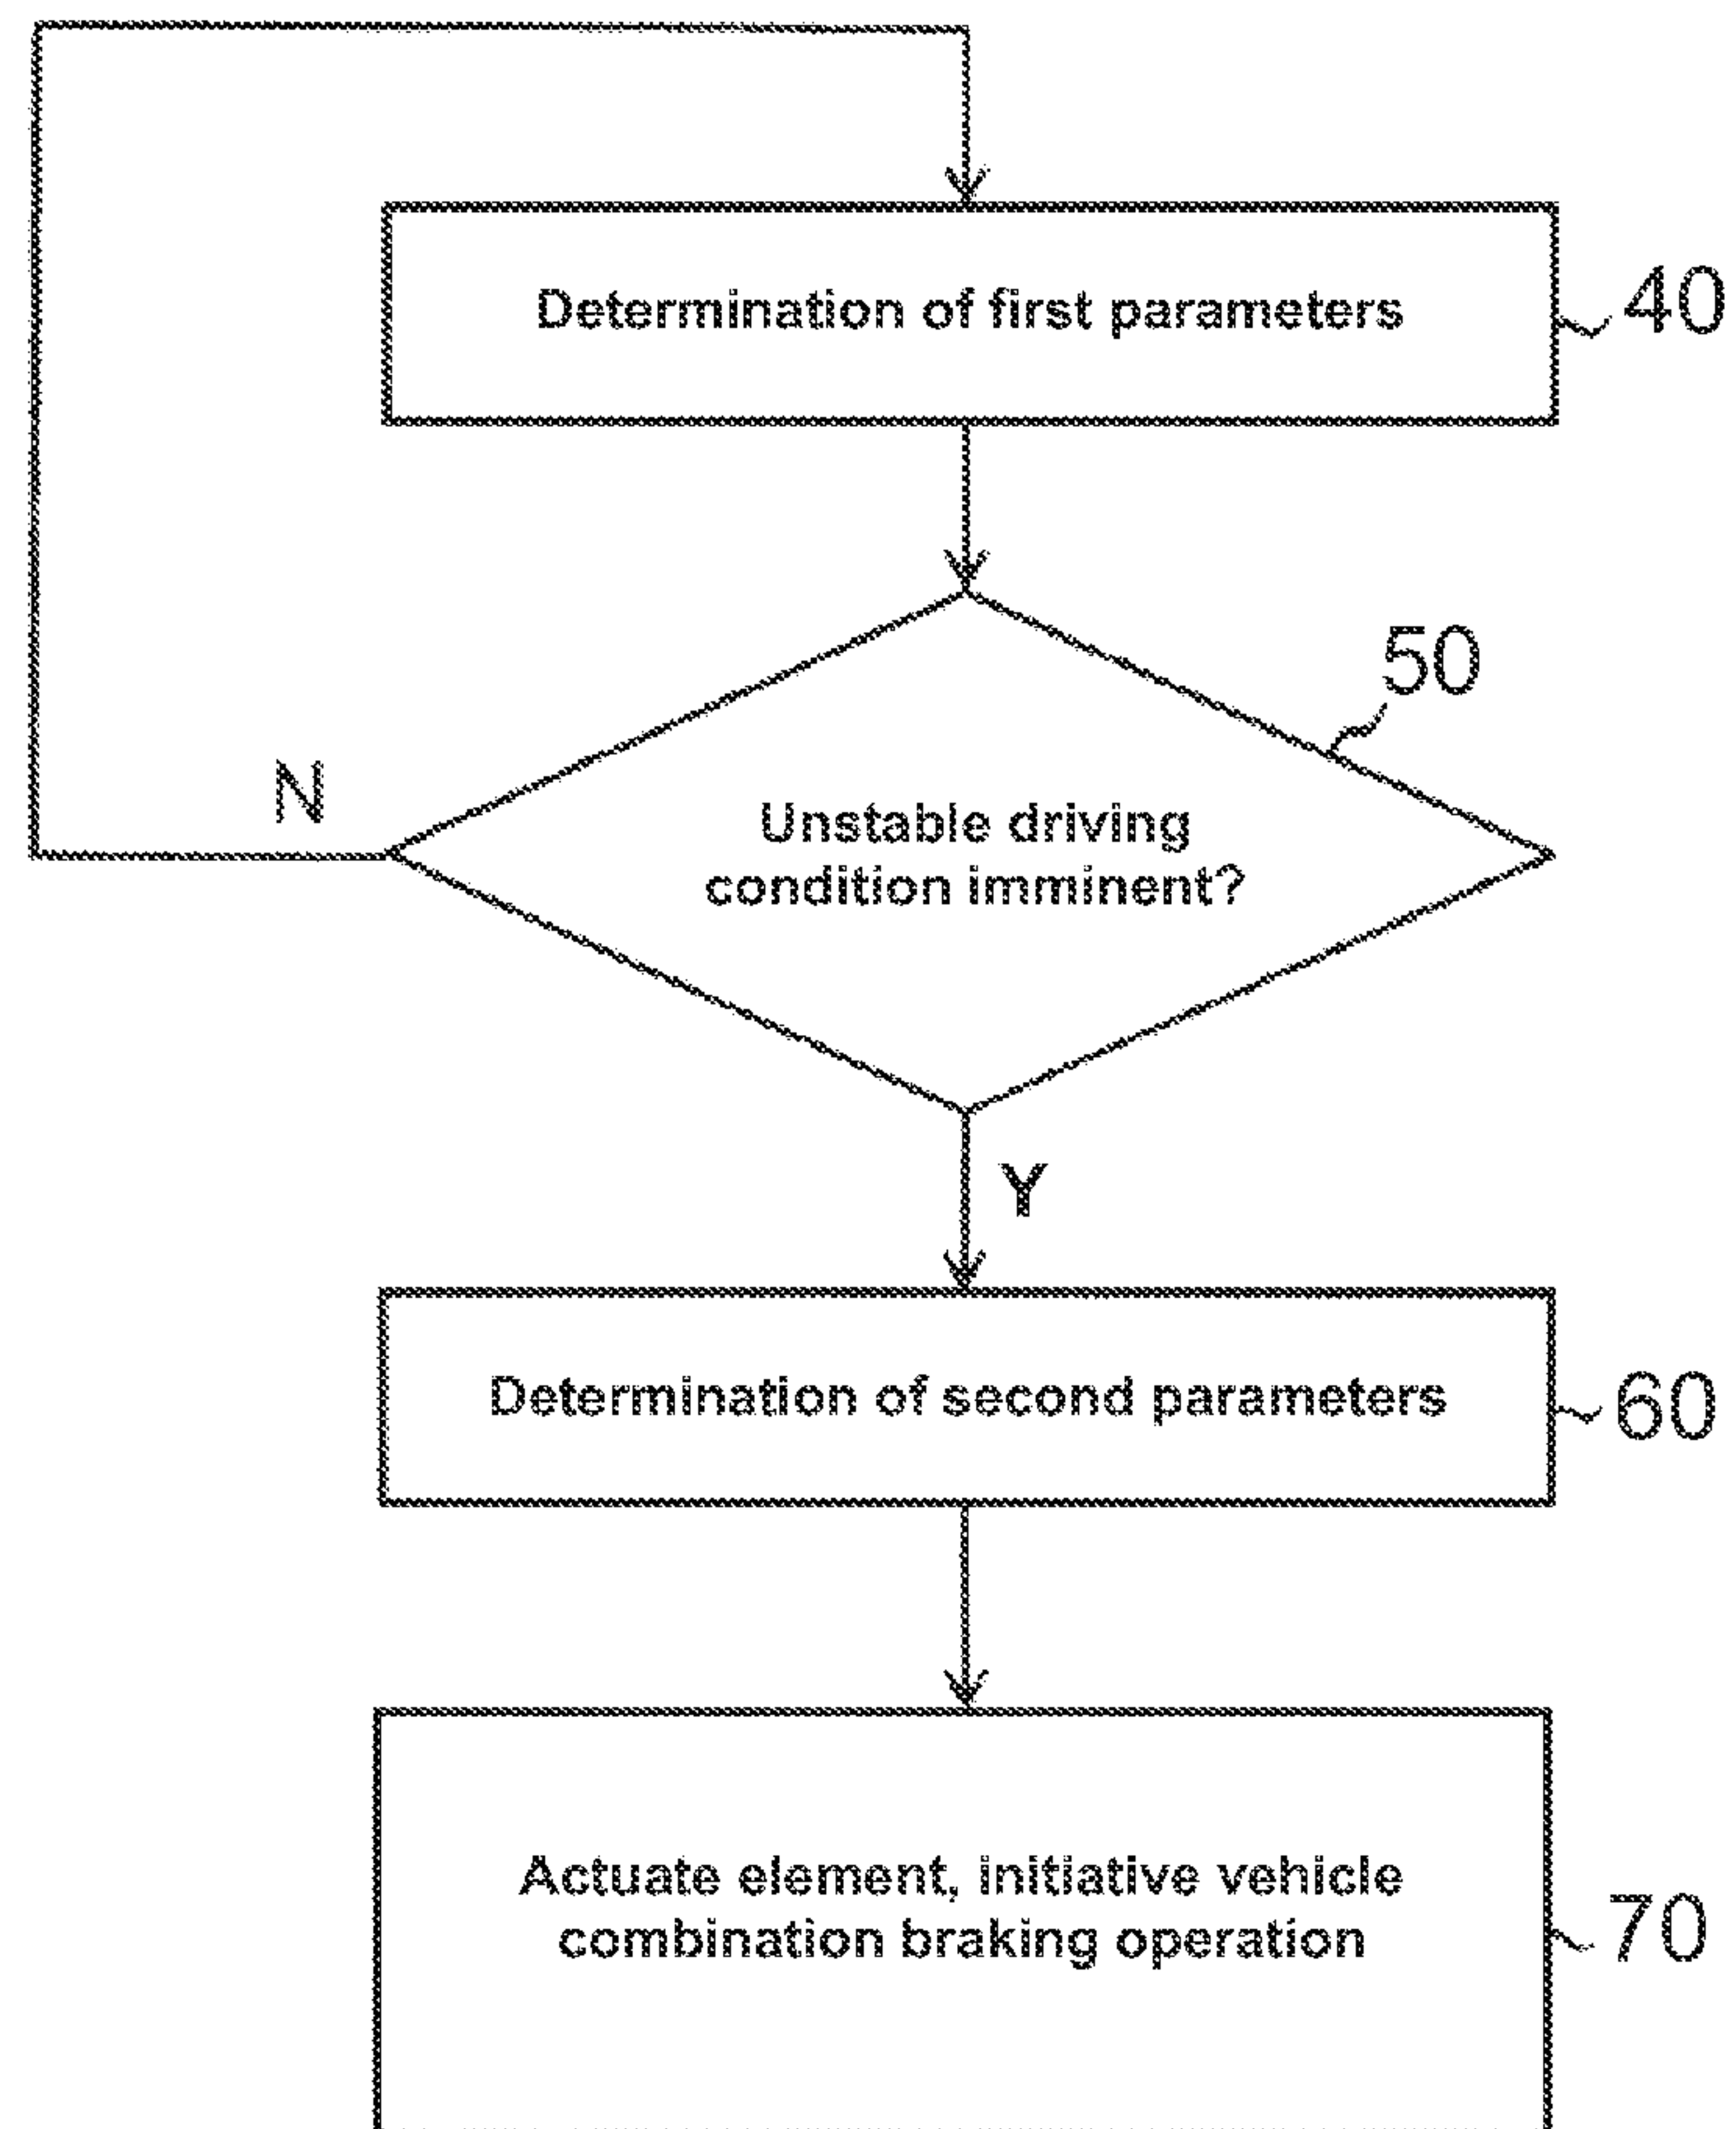 Determination of first parameters
40
50
Unstable driving
condition imminent?
N
Y
Determination of second parameters
60
Actuate element, initiative vehicle
combination braking operation
70